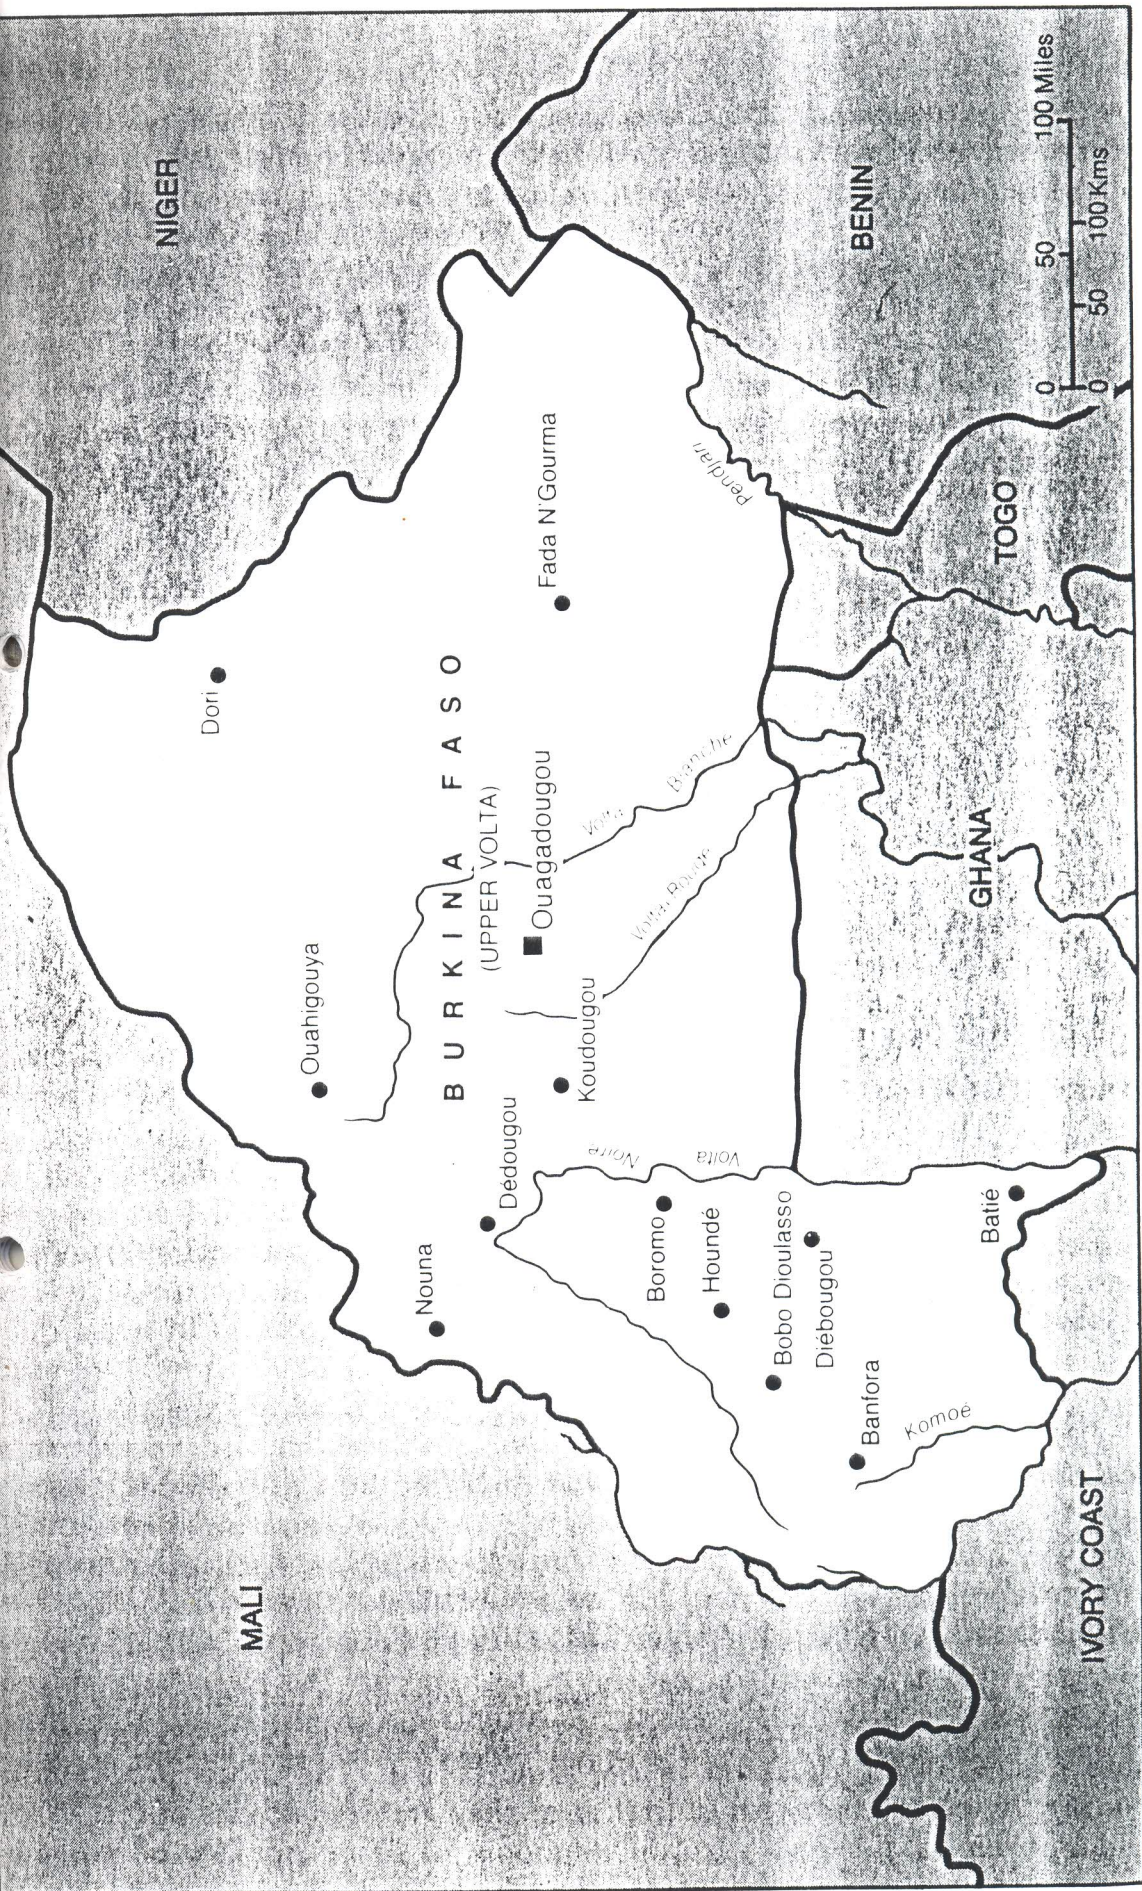 NIGER
MALI
Dori
Ouahigouya
Nouna
BURKINA FASO
(UPPER VOLTA)
Ouagadougou
Fada N'Gourma
Dédougou
Koudougou
Volta Blanche
Volta Rouge
Pendjari
Noire
Volta
Boromo
Houndé
Bobo Dioulasso
Diébougou
Banfora
Komoé
Batié
BENIN
TOGO
GHANA
IVORY COAST
0 50 100 Miles
0 50 100 Kms